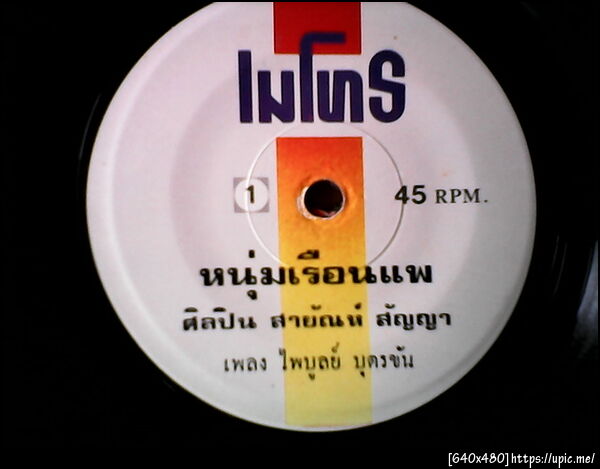 เมโทร
1
45 RPM.
หนุ่มเรือนแพ
ศิลปิน สายัณห์ สัญญา
เพลง ไพบูลย์ บุตรขัน
[640x480]https://upic.me/